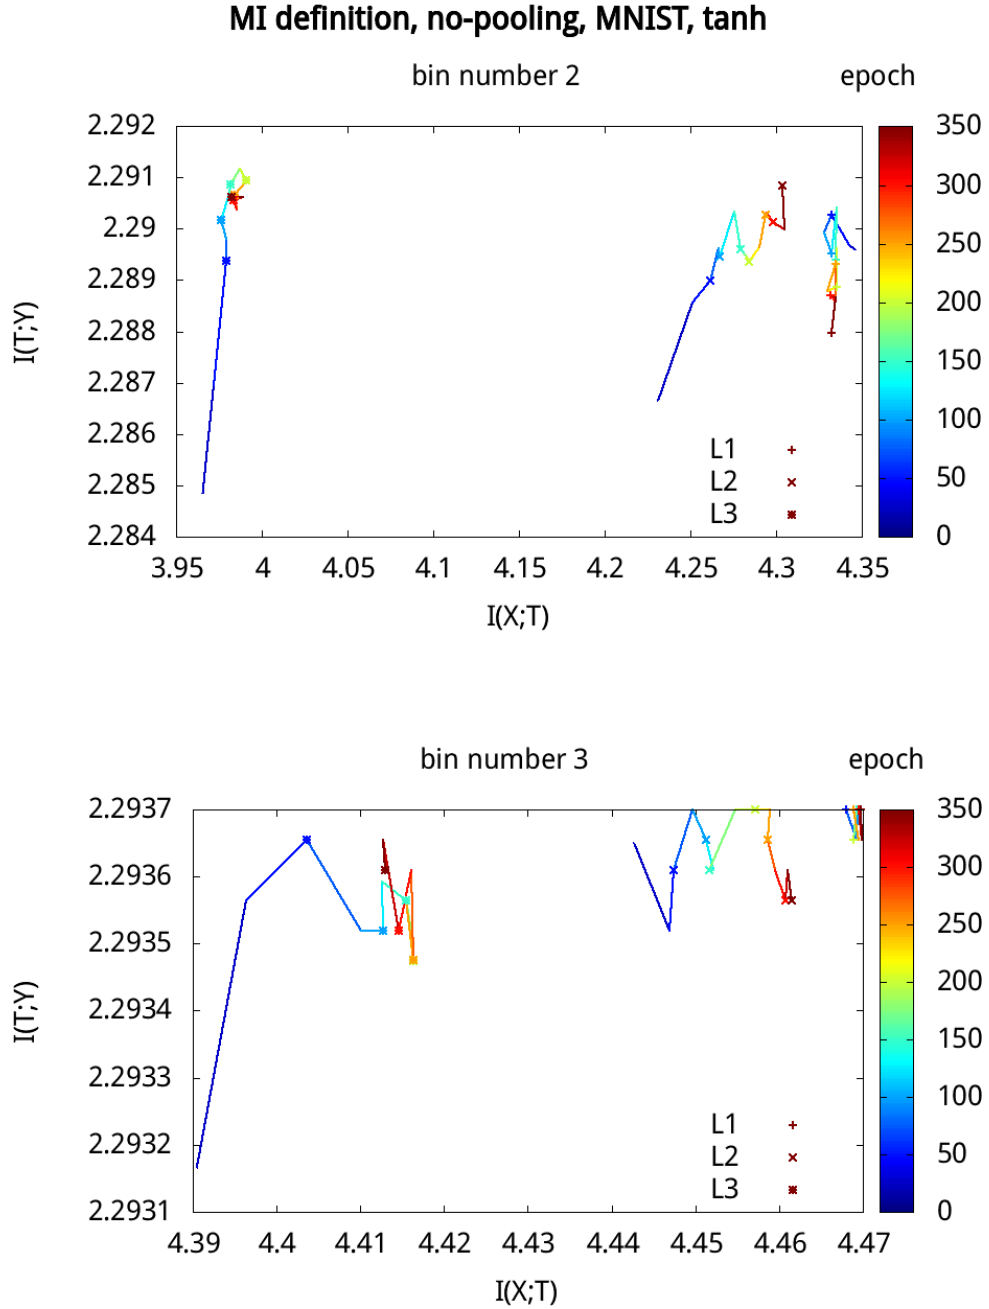 MI definition, no-pooling, MNIST, tanh
bin number 2
epoch
2.292
2.291
2.29
2.289
2.288
2.287
2.286
2.285
2.284
I(T;Y)
3.95 4 4.05 4.1 4.15 4.2 4.25 4.3 4.35
I(X;T)
L1
L2
L3
350
300
250
200
150
100
50
0
bin number 3
epoch
2.2937
2.2936
2.2935
2.2934
2.2933
2.2932
2.2931
I(T;Y)
4.39 4.4 4.41 4.42 4.43 4.44 4.45 4.46 4.47
I(X;T)
L1
L2
L3
350
300
250
200
150
100
50
0